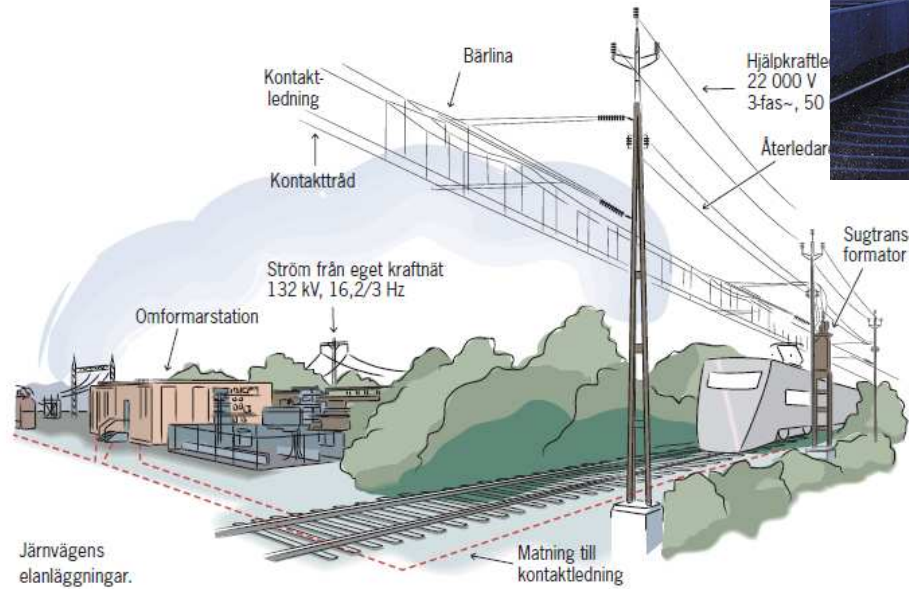 Bärlina
Kontakt-
ledning
Hjälpkraftle
22 000 V
3-fas~, 50
Återledare
Kontakttråd
Sugtrans
formator
Ström från eget kraftnät
132 kV, 16,2/3 Hz
Omformarstation
Matning till
kontaktledning
Järnvägens
elanläggningar.